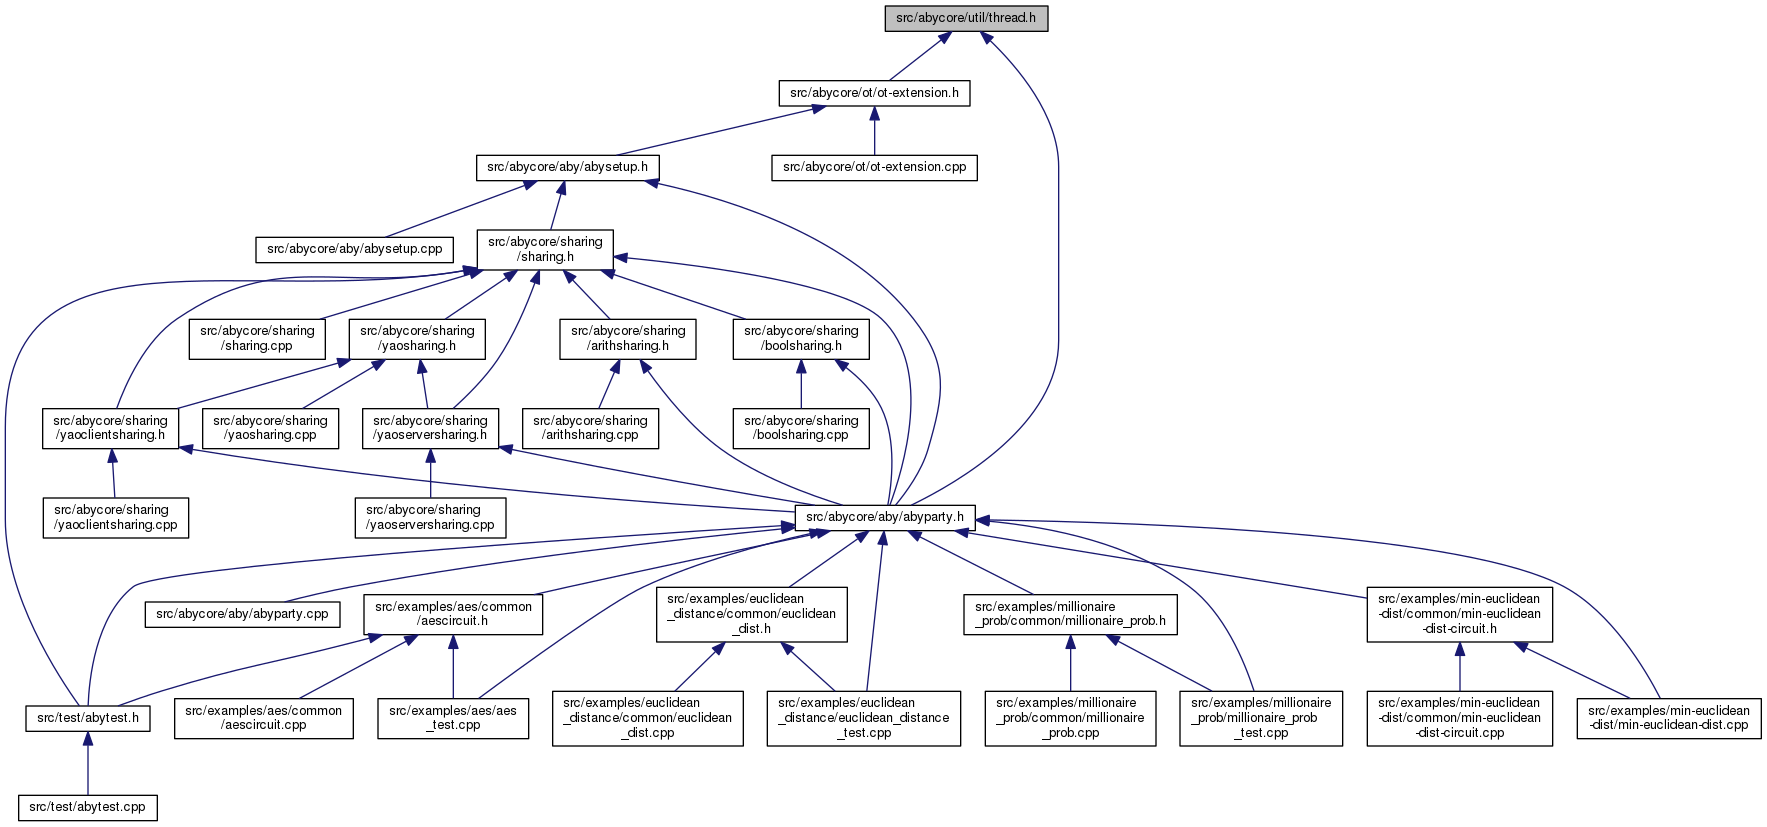 src/abycore/util/thread.h
src/abycore/ot/ot-extension.h
src/abycore/aby/abysetup.h
src/abycore/ot/ot-extension.cpp
src/abycore/aby/abysetup.cpp
src/abycore/sharing
/sharing.h
src/abycore/sharing
/sharing.cpp
src/abycore/sharing
/yaosharing.h
src/abycore/sharing
/arithsharing.h
src/abycore/sharing
/boolsharing.h
src/abycore/sharing
/yaoclientsharing.h
src/abycore/sharing
/yaosharing.cpp
src/abycore/sharing
/yaoserversharing.h
src/abycore/sharing
/arithsharing.cpp
src/abycore/sharing
/boolsharing.cpp
src/abycore/sharing
/yaoclientsharing.cpp
src/abycore/sharing
/yaoserversharing.cpp
src/abycore/aby/abyparty.h
src/abycore/aby/abyparty.cpp
src/examples/aes/common
/aescircuit.h
src/examples/euclidean
_distance/common/euclidean
_dist.h
src/examples/millionaire
_prob/common/millionaire_prob.h
src/examples/min-euclidean
-dist/common/min-euclidean
-dist-circuit.h
src/test/abytest.h
src/examples/aes/common
/aescircuit.cpp
src/examples/aes/aes
_test.cpp
src/examples/euclidean
_distance/common/euclidean
_dist.cpp
src/examples/euclidean
_distance/euclidean_distance
_test.cpp
src/examples/millionaire
_prob/common/millionaire
_prob.cpp
src/examples/millionaire
_prob/millionaire_prob
_test.cpp
src/examples/min-euclidean
-dist/common/min-euclidean
-dist-circuit.cpp
src/examples/min-euclidean
-dist/min-euclidean-dist.cpp
src/test/abytest.cpp